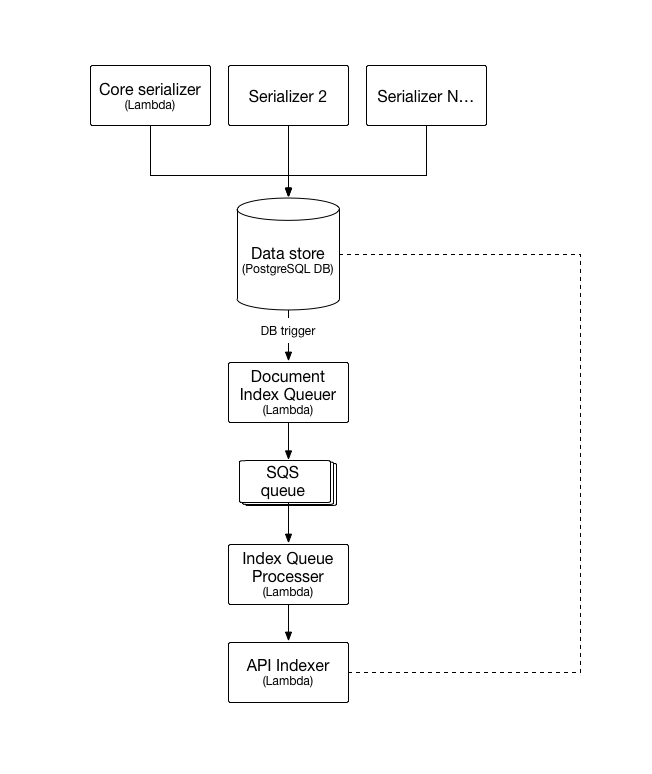 Core serializer
(Lambda)
Serializer 2
Serializer N…
Data store
(PostgreSQL DB)
DB trigger
Document
Index Queuer
(Lambda)
SQS
queue
Index Queue
Processer
(Lambda)
API Indexer
(Lambda)